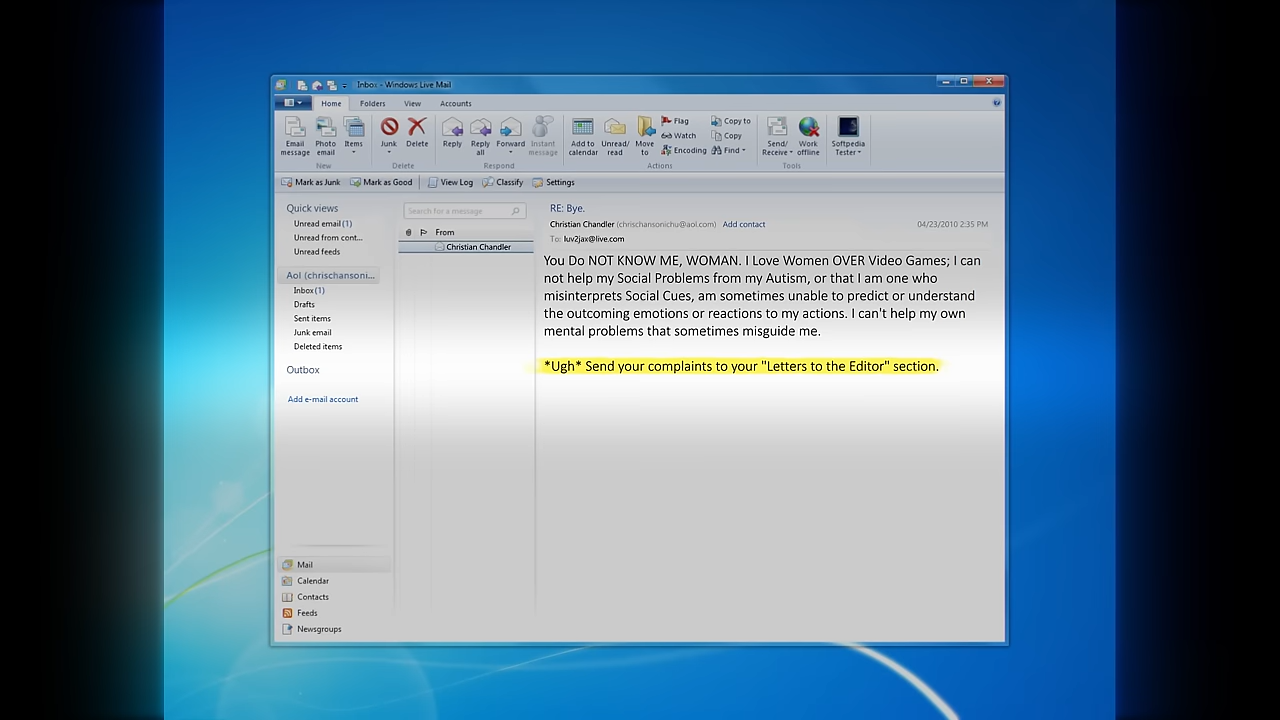 Inbox - Windows Live Mail
Home Folders View Accounts
Email message
Photo email
Items
New
Junk
Delete
Delete
Reply
Reply all
Forward
Instant message
Respond
Add to calendar
Unread/ read
Move to
Flag
Watch
Encoding
Copy to
Copy
Find
Actions
Send/ Receive
Work offline
Tools
Softpedia Tester
Mark as Junk Mark as Good View Log Classify Settings
Quick views
Unread email (1)
Unread from cont...
Unread feeds
Aol (chrischansoni...
Inbox (1)
Drafts
Sent items
Junk email
Deleted items
Outbox
Add e-mail account
Mail
Calendar
Contacts
Feeds
Newsgroups
Search for a message
From
Christian Chandler
RE: Bye.
Christian Chandler (chrischansonichu@aol.com) Add contact 04/23/2010 2:35 PM
To: luv2jax@live.com
You Do NOT KNOW ME, WOMAN. I Love Women OVER Video Games; I can
not help my Social Problems from my Autism, or that I am one who
misinterprets Social Cues, am sometimes unable to predict or understand
the outcoming emotions or reactions to my actions. I can't help my own
mental problems that sometimes misguide me.
*Ugh* Send your complaints to your "Letters to the Editor" section.